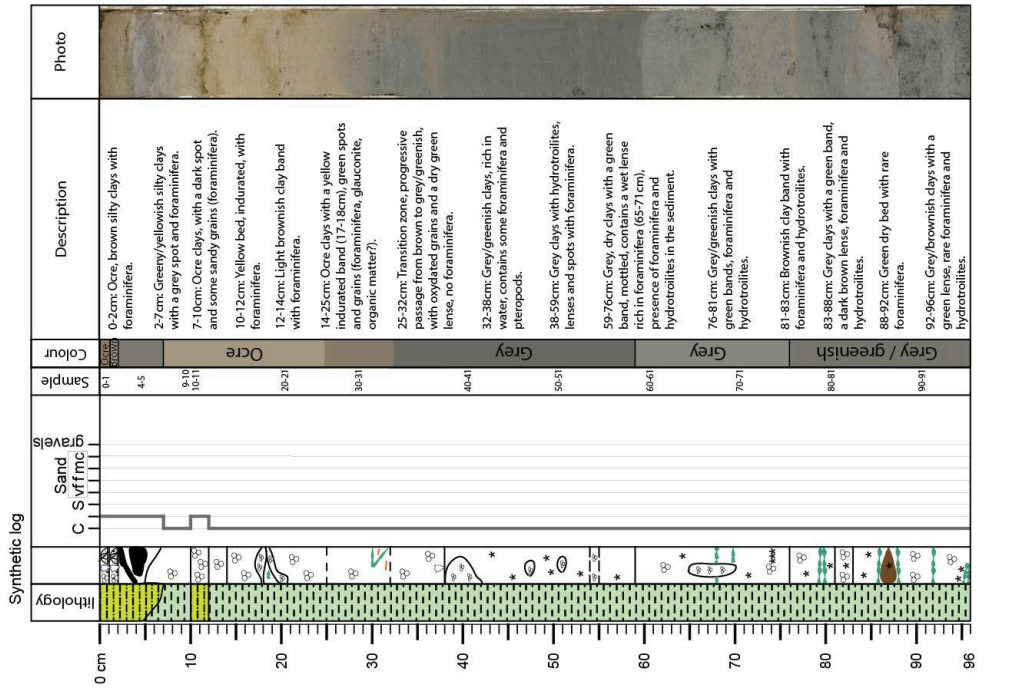 Photo
Description
0-2cm: Ocre, brown silty clays with
foraminifera.
2-7cm: Greeny/yellowish silty clays
with a grey spot and foraminifera.
7-10cm: Ocre clays, with a dark spot
and some sandy grains (foraminifera).
10-12cm: Yellow bed, indurated, with
foraminifera.
12-14cm: Light brownish clay band
with foraminifera.
14-25cm: Ocre clays with a yellow
indurated band (17-18cm), green spots
and grains (foraminifera, glauconite,
organic matter?).
25-32cm: Transition zone, progressive
passage from brown to grey/greenish,
with oxydated grains and a dry green
lense, no foraminifera.
32-38cm: Grey/greenish clays, rich in
water, contains some foraminifera and
pteropods.
38-59cm: Grey clays with hydrotroilites,
lenses and spots with foraminifera.
59-76cm: Grey, dry clays with a green
band, mottled, contains a wet lense
rich in foraminifera (65-71cm),
presence of foraminifera and
hydrotroilites in the sediment.
76-81cm: Grey/greenish clays with
green bands, foraminifera and
hydrotroilites.
81-83cm: Brownish clay band with
foraminifera and hydrotroilites.
83-88cm: Grey clays with a green band,
a dark brown lense, foraminifera and
hydrotroilites.
88-92cm: Green dry bed with rare
foraminifera.
92-96cm: Grey/brownish clays with a
green lense, rare foraminifera and
hydrotroilites.
Colour
Ocre
Brown
Ocre
Grey
Grey
Grey / greenish
Sample
0-1
4-5
9-10
10-11
20-21
30-31
40-41
50-51
60-61
70-71
80-81
90-91
Synthetic log
gravels
Sand
C S vf f m c
lithology
0 cm
10
20
30
40
50
60
70
80
90
96